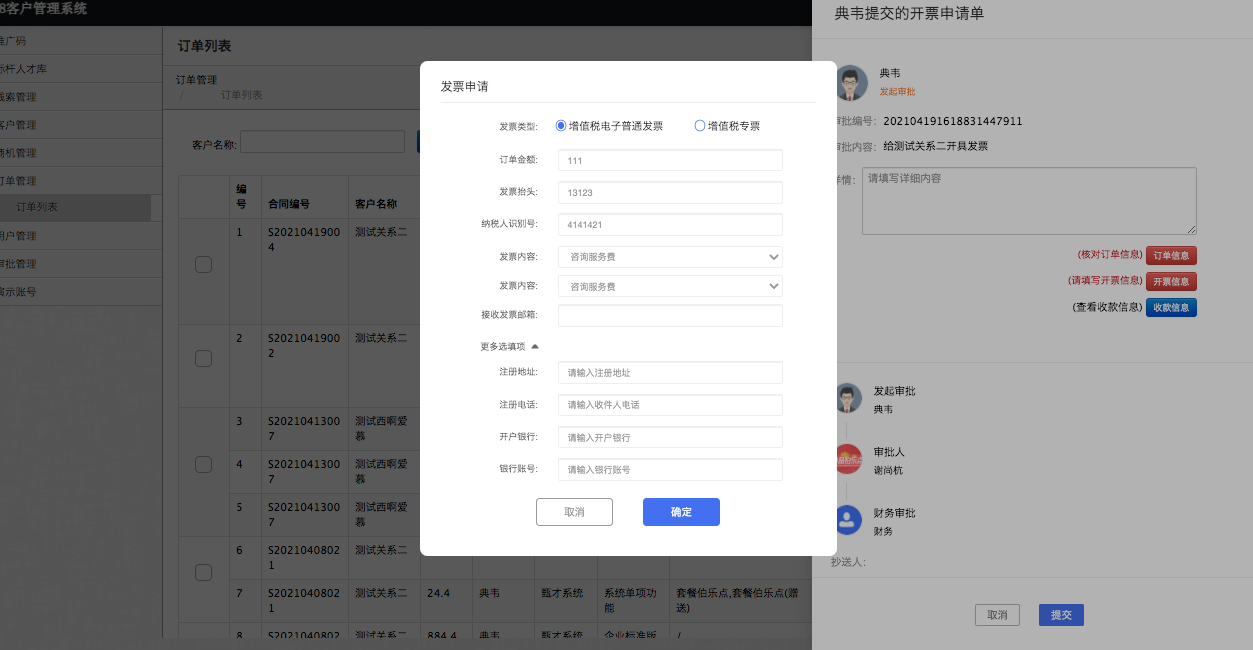 8客户管理系统
推广码
标杆人才库
线索管理
客户管理
商机管理
订单管理
订单列表
用户管理
审批管理
演示账号
订单列表
订单管理
/ 订单列表
客户名称:
编号 合同编号 客户名称
1 S20210419004 测试关系二
2 S20210419002 测试关系二
3 S20210413007 测试西啊爱慕
4 S20210413007 测试西啊爱慕
5 S20210413007 测试西啊爱慕
6 S20210408021 测试关系二
7 S20210408021 测试关系二 24.4 典韦 甄才系统 系统单项功能 套餐伯乐点,套餐伯乐点(赠送)
8 S2021040802 测试关系二 884.4 典韦 甄才系统 企业标准版 /
发票申请
发票类型: 增值税电子普通发票 增值税专票
订单金额: 111
发票抬头: 13123
纳税人识别号: 4141421
发票内容: 咨询服务费
发票内容: 咨询服务费
接收发票邮箱:
更多选填项
注册地址: 请输入注册地址
注册电话: 请输入收件人电话
开户银行: 请输入开户银行
银行账号: 请输入银行账号
取消 确定
典韦提交的开票申请单
典韦
发起审批
审批编号: 202104191618831447911
审批内容: 给测试关系二开具发票
详情: 请填写详细内容
(核对订单信息) 订单信息
(请填写开票信息) 开票信息
(查看收款信息) 收款信息
发起审批
典韦
审批人
谢尚杭
财务审批
财务
抄送人:
取消 提交